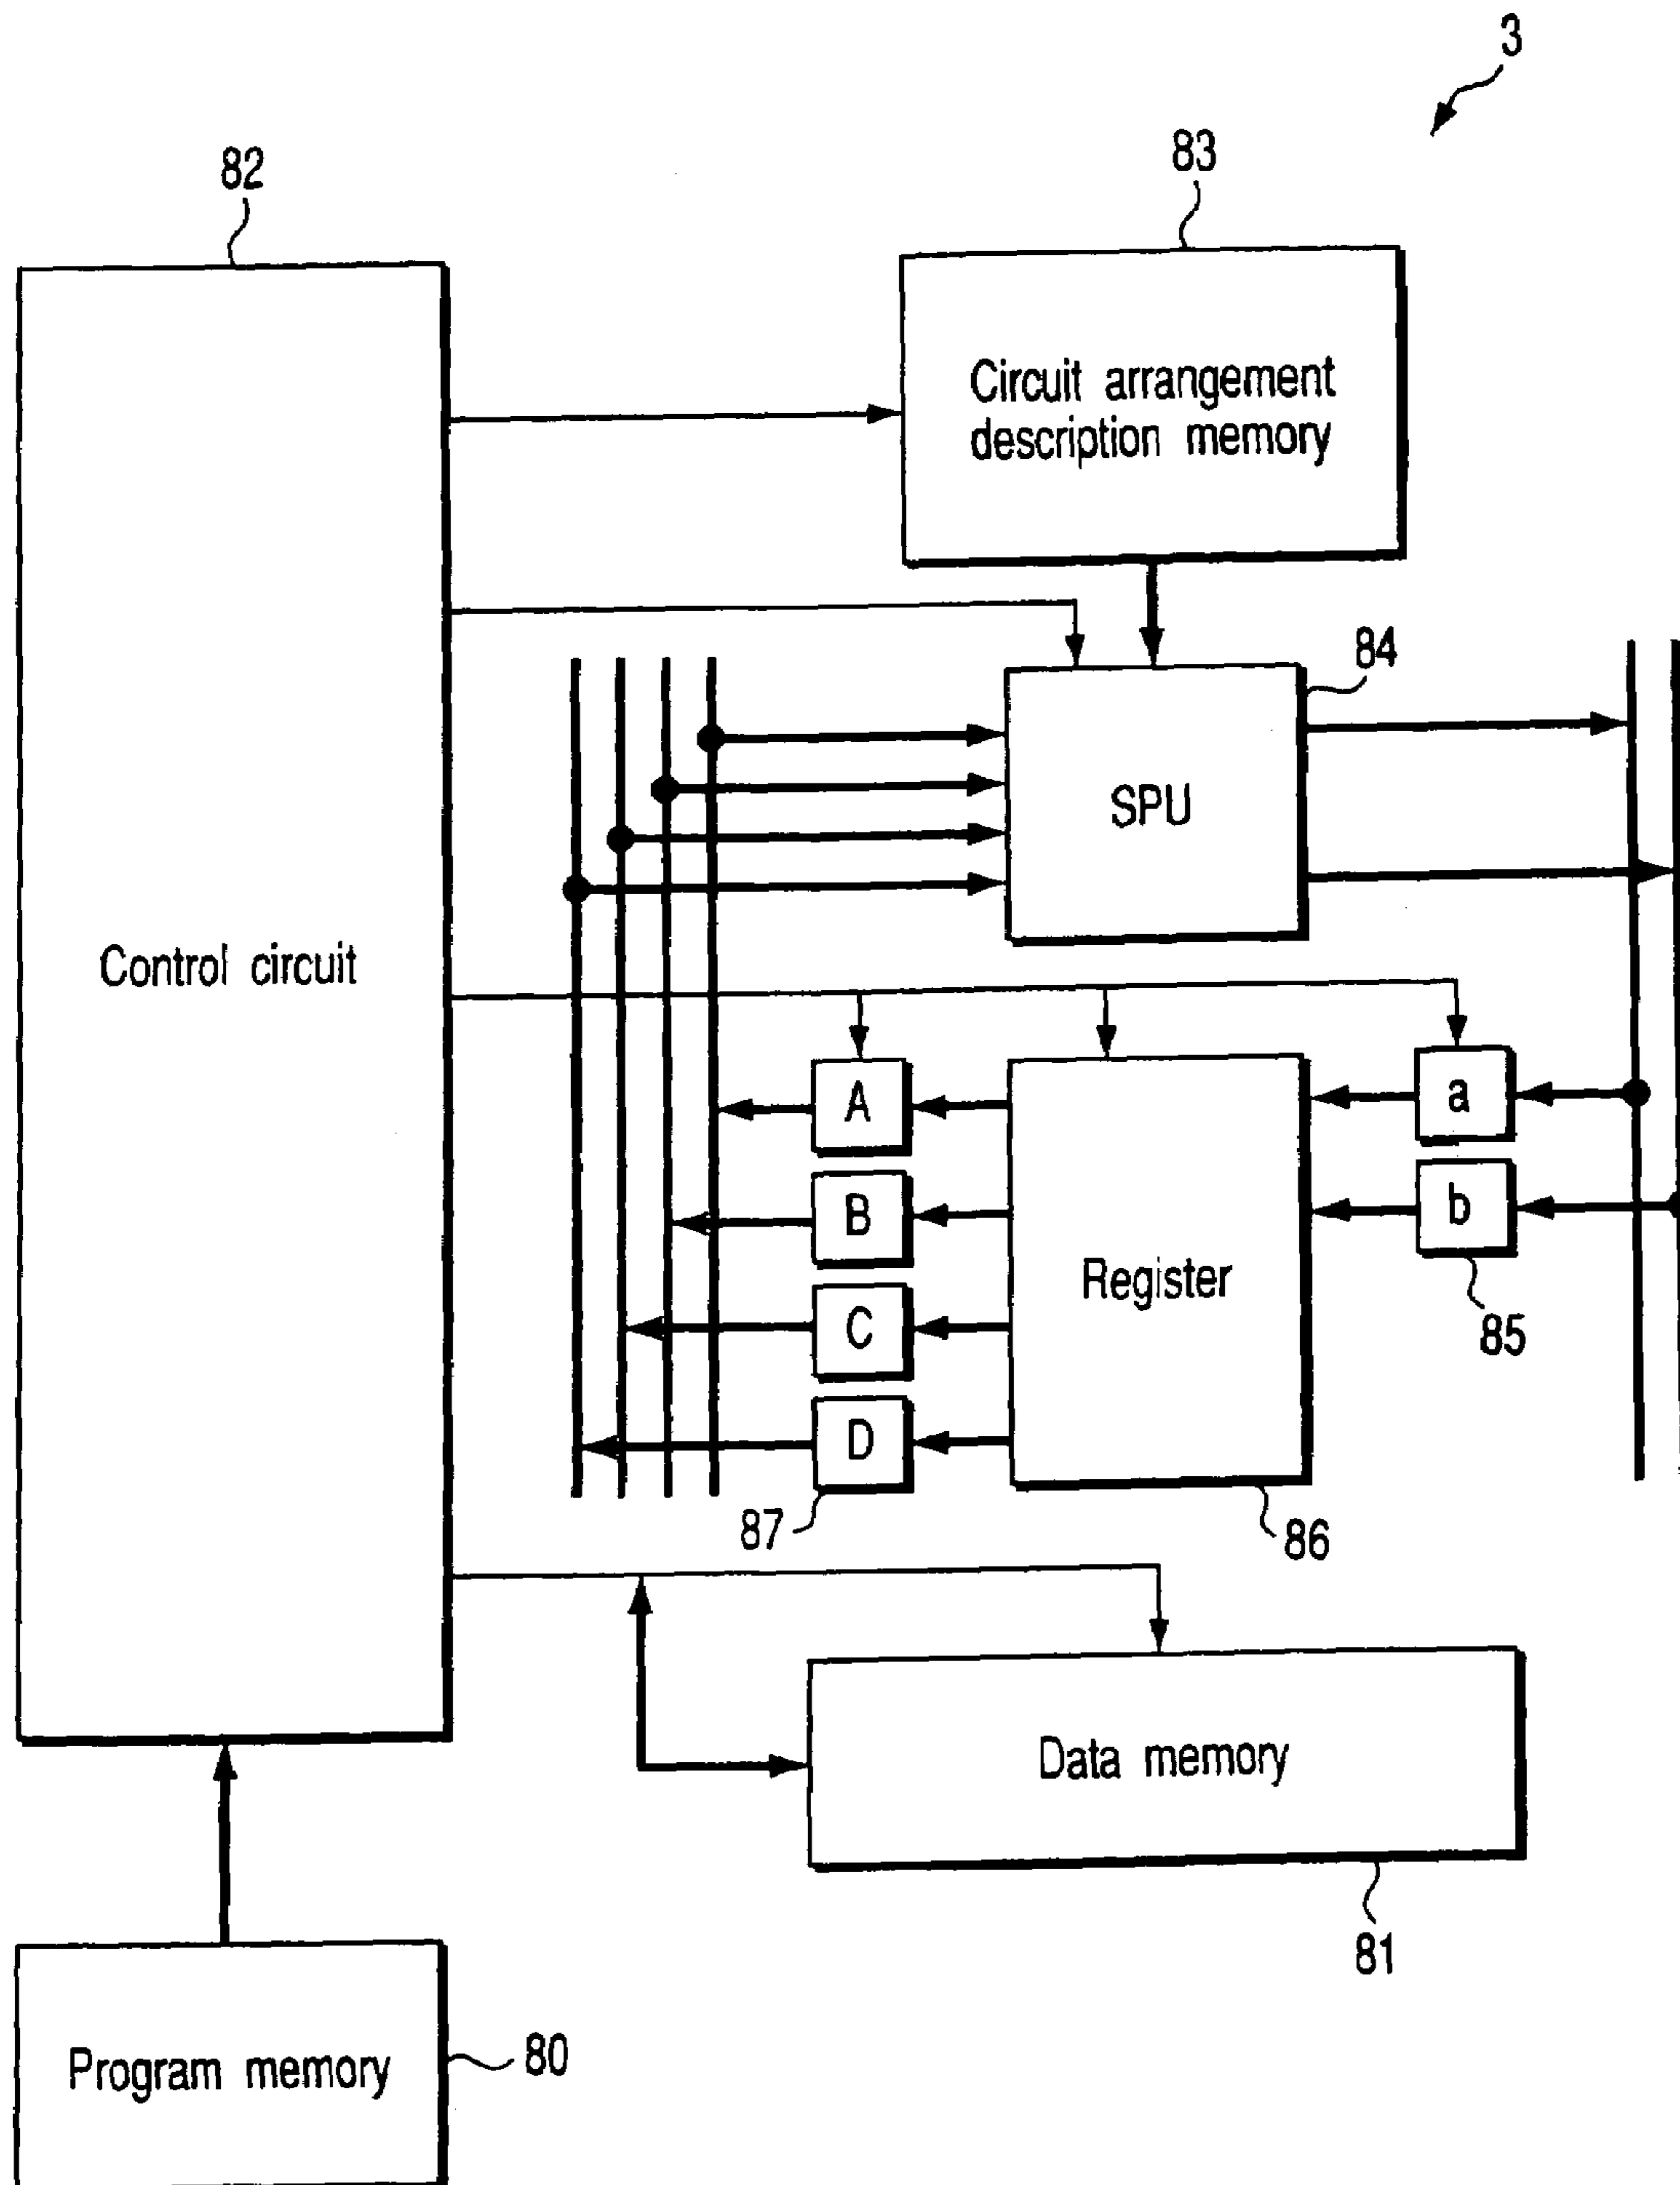 3
82
83
Circuit arrangement
description memory
84
SPU
Control circuit
A
a
B
b
Register
C
85
D
87
86
Data memory
81
Program memory
80